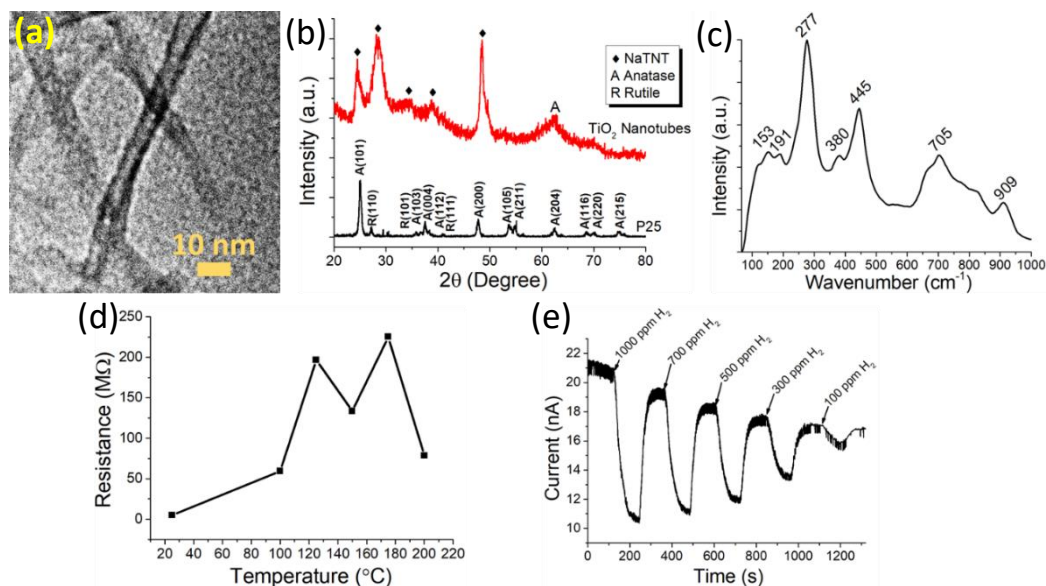 (a)
10 nm
(b)
Intensity (a.u.)
2θ (Degree)
20 30 40 50 60 70 80
◆ NaTNT
A Anatase
R Rutile
A
TiO2 Nanotubes
A(101)
R(110)
R(101)
A(103)
A(004)
A(112)
R(111)
A(200)
A(105)
A(211)
A(204)
A(116)
A(220)
A(215)
P25
(c)
Intensity (a.u.)
153
191
277
380
445
705
909
100 200 300 400 500 600 700 800 900 1000
Wavenumber (cm-1)
(d)
Resistance (MΩ)
250
225
200
175
150
125
100
75
50
25
0
20 40 60 80 100 120 140 160 180 200 220
Temperature (°C)
(e)
Current (nA)
22
20
18
16
14
12
10
1000 ppm H2
700 ppm H2
500 ppm H2
300 ppm H2
100 ppm H2
0 200 400 600 800 1000 1200
Time (s)